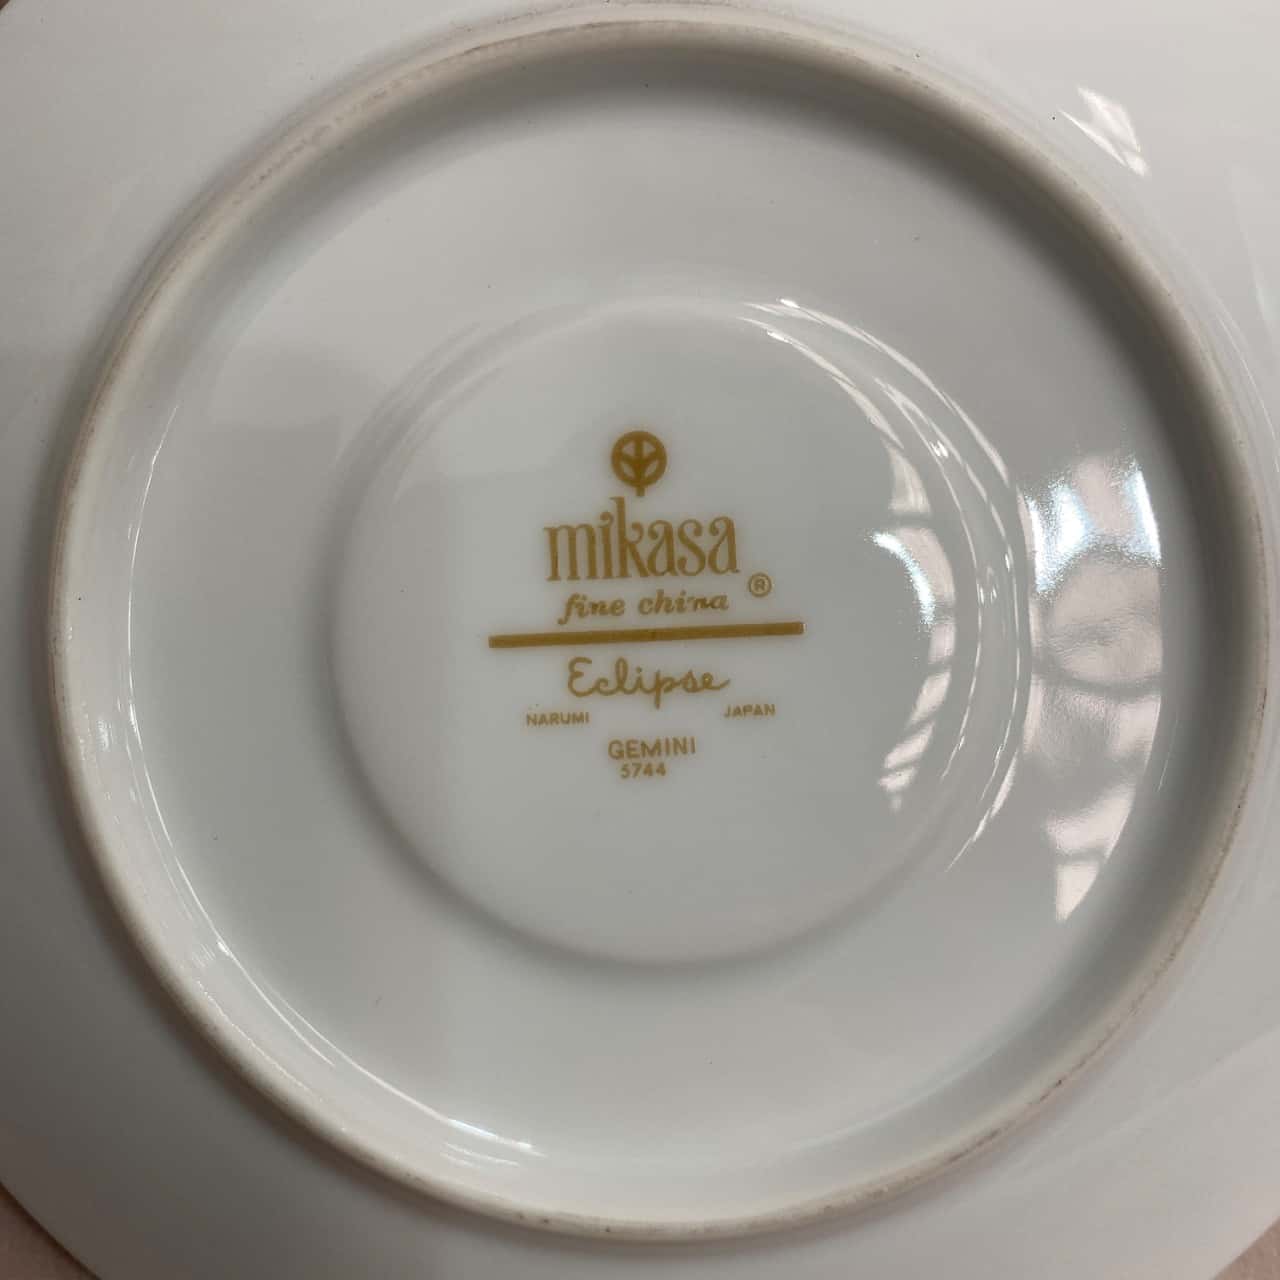 mikasa ®
fine china
Eclipse
NARUMI JAPAN
GEMINI
5744